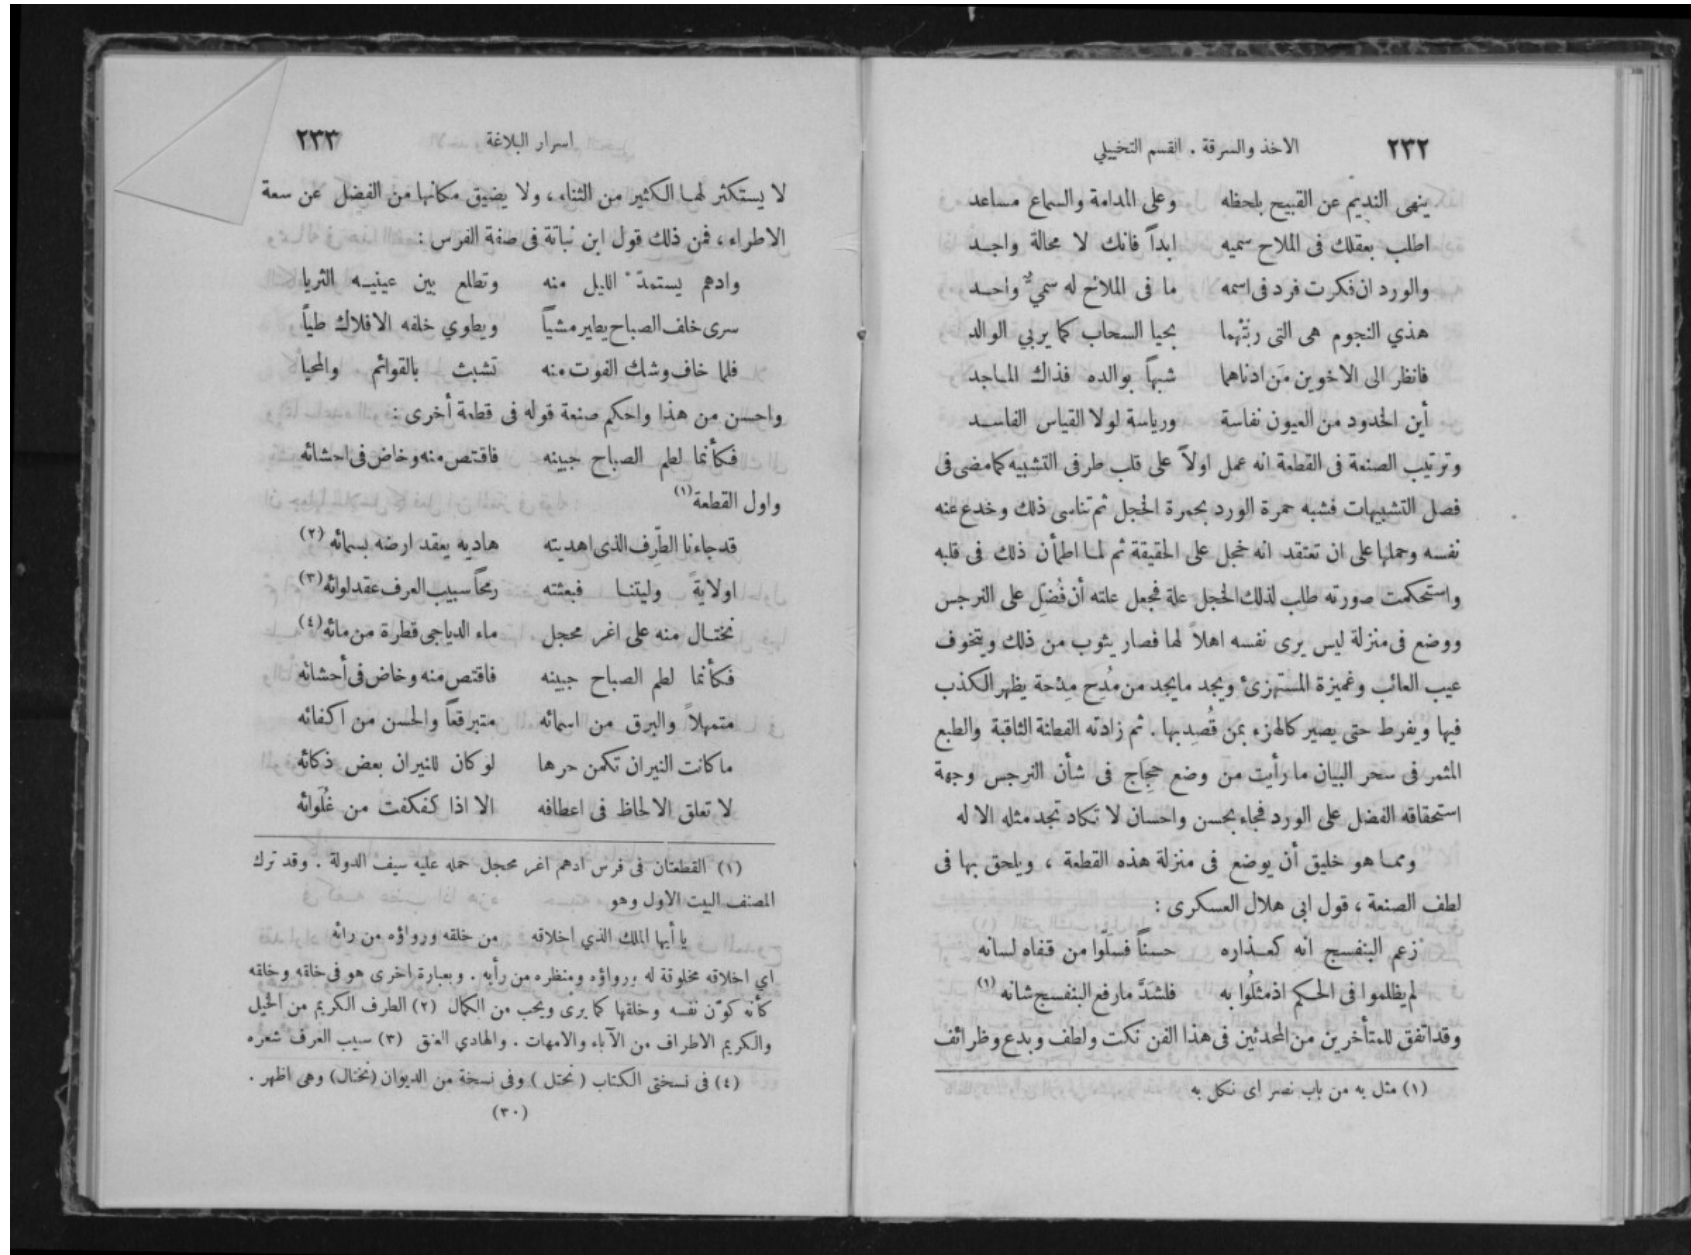 ٢٣٢
الاخذ والسرقة . القسم التخييلي
ينهى النديم عن القبيح بلحظه وعلى المدامة والسماع مساعد
اطلب بعقلك فى الملاح سميه ابداً فانك لا محالة واجد
والورد ان فكرت فرد فى اسمه ما فى الملاح له سميٌّ واحد
هذي النجوم هى التى ربّتهما بحيا السحاب كما يربي الوالد
فانظر الى الاخوين مَن ادناهما شبهاً بوالده فذاك الماجد
أين الخدود من العيون نفاسة ورياسة لولا القياس الفاسد
وترتيب الصنعة فى القطعة انه عمل اولاً على قلب طرفى التشبيه كما مضى فى
فصل التشبيهات فشبه حمرة الورد بحمرة الخجل ثم تناسى ذلك وخدع عنه
نفسه وحملها على ان تعتقد انه خجل على الحقيقة ثم لما اطمأن ذلك فى قلبه
واستحكمت صورته طلب لذلك الخجل علة فجعل علته أن فُضّل على النرجس
ووضع فى منزلة ليس يرى نفسه اهلاً لها فصار يثوب من ذلك ويتخوف
عيب العائب وغميزة المستهزئ ويجد ما يجد من مُدح مِدْحة يظهر الكذب
فيها ويفرط حتى يصير كالهزء بمن قُصِد بها . ثم زادته الفطنة الثاقبة والطبع
المثمر فى سحر البيان ما رأيت من وضع حِجَاج فى شأن النرجس وجهة
استحقاقه الفضل على الورد فجاء بحسن واحسان لا تكاد تجد مثله الا له
ومما هو خليق أن يوضع فى منزلة هذه القطعة ، ويلحق بها فى
لطف الصنعة ، قول ابى هلال العسكرى :
زعم البنفسج انه كعذاره حسناً فسلّوا من قفاه لسانه
لم يظلموا فى الحكم اذ مثلُوا به فلشدَّ ما رفع البنفسج شانه (١)
وقد اتفق للمتأخرين من المحدثين فى هذا الفن نكت ولطف وبدع وظرائف
(١) مثل به من باب نصر اى نكل به
اسرار البلاغة
٢٣٣
لا يستكثر لها الكثير من الثناء ، ولا يضيق مكانها من الفضل عن سعة
الاطراء ، فمن ذلك قول ابن نباتة فى صفة الفرس :
وادهم يستمدّ الليل منه وتطلع بين عينيه الثريا
سرى خلف الصباح يطير مشياً ويطوي خلفه الافلاك طياً
فلما خاف وشك الفوت منه تشبث بالقوائم والمحيا
واحسن من هذا واحكم صنعة قوله فى قطعة أخرى :
فكأنما لطم الصباح جبينه فاقتص منه وخاض فى احشائه
واول القطعة (١)
قد جاءنا الطِّرف الذى اهديته هاديه يعقد ارضه بسمائه (٢)
اولايةً وليتنا فبعثته رمحاً سبيب العرف عقد لوائه (٣)
نختال منه على اغر محجل ماء الدياجى قطرة من مائه (٤)
فكأنما لطم الصباح جبينه فاقتص منه وخاض فى أحشائه
متمهلاً والبرق من اسمائه متبرقعاً والحسن من اكفائه
ما كانت النيران تكمن حرها لو كان للنيران بعض ذكائه
لا تعلق الالحاظ فى اعطافه الا اذا كفكفت من غُلَوائه
(١) القطعتان فى فرس ادهم اغر محجل حمله عليه سيف الدولة . وقد ترك
المصنف البيت الاول وهو
يا أيها الملك الذي اخلاقه من خلقه ورواؤه من رائه
اي اخلاقه مخلوقة له ورواؤه ومنظره من رأيه . وبعبارة اخرى هو فى خلقه وخلقه
كأنه كوّن نفسه وخلقها كما يرى ويجب من الكمال (٢) الطرف الكريم من الخيل
والكريم الاطراف من الآباء والامهات . والهادي العنق (٣) سبيب العرف شعره
(٤) فى نسختى الكتاب ( نختل ) وفى نسخة من الديوان (نختال) وهى اظهر .
(٣٠)